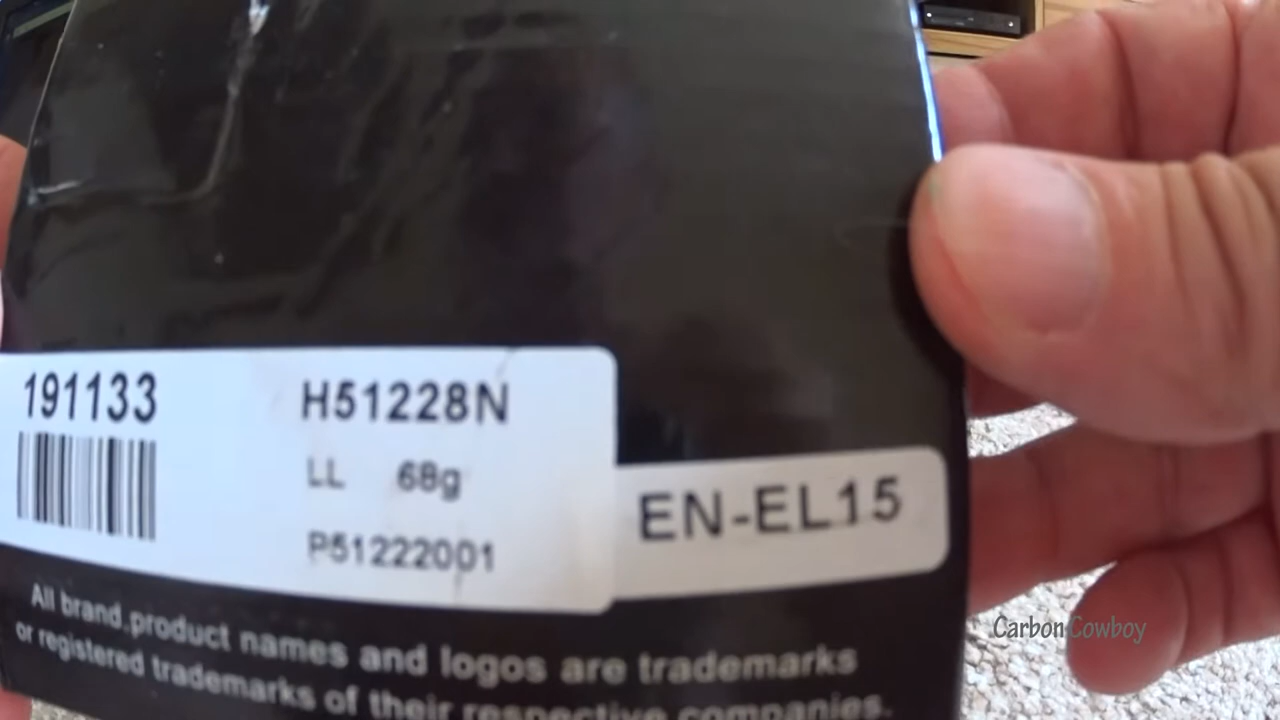 191133
H51228N
LL 68g
P51222001
EN-EL15
All brand,product names and logos are trademarks
or registered trademarks of their respective companies.
Carbon Cowboy